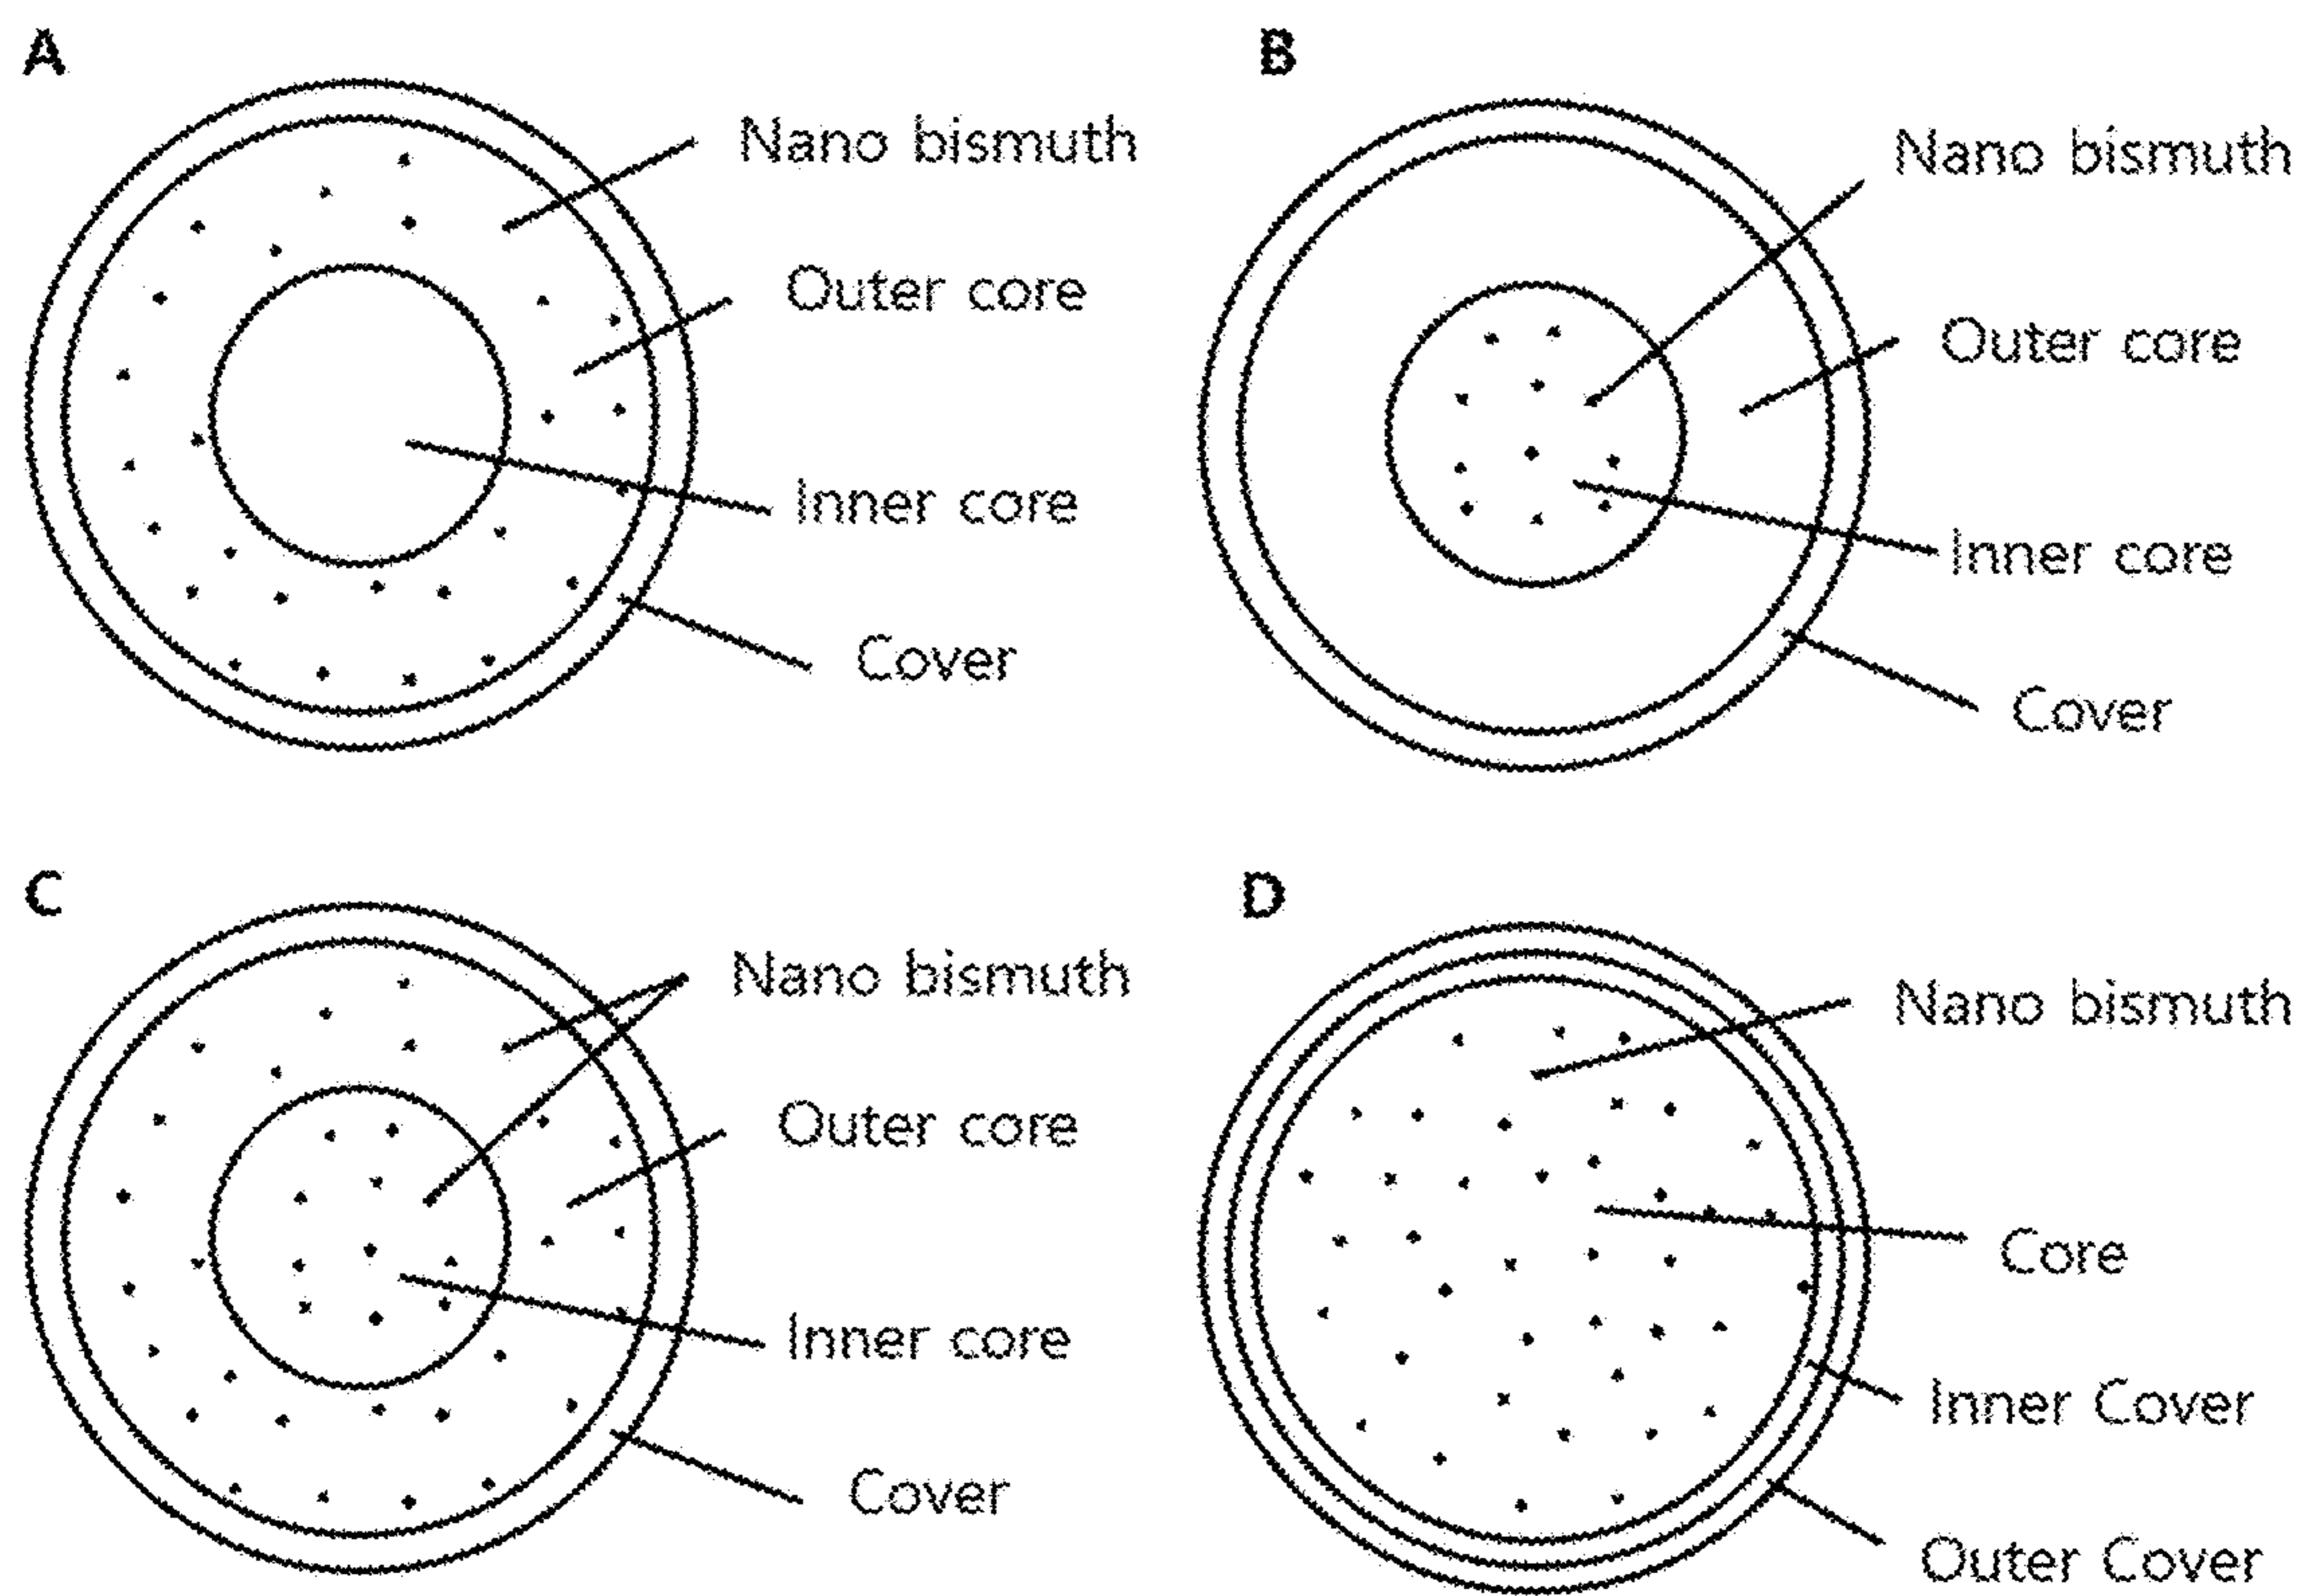 A
Nano bismuth
Outer core
Inner core
Cover
B
Nano bismuth
Outer core
Inner core
Cover
C
Nano bismuth
Outer core
Inner core
Cover
D
Nano bismuth
Core
Inner Cover
Outer Cover